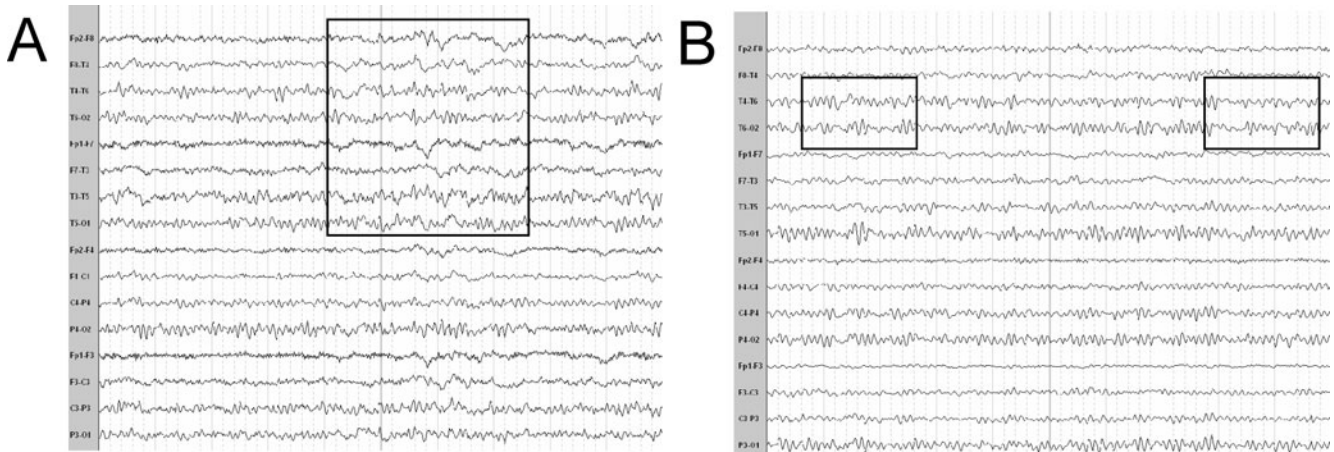 A
Fp2-F8
F8-T4
T4-T6
T6-O2
Fp1-F7
F7-T3
T3-T5
T5-O1
Fp2-F4
C4-P4
P4-O2
Fp1-F3
F3-C3
C3-P3
P3-O1
B
Fp2-F8
F8-T4
T4-T6
T6-O2
Fp1-F7
F7-T3
T3-T5
T5-O1
Fp2-F4
F4-C4
C4-P4
P4-O2
Fp1-F3
F3-C3
C3-P3
P3-O1